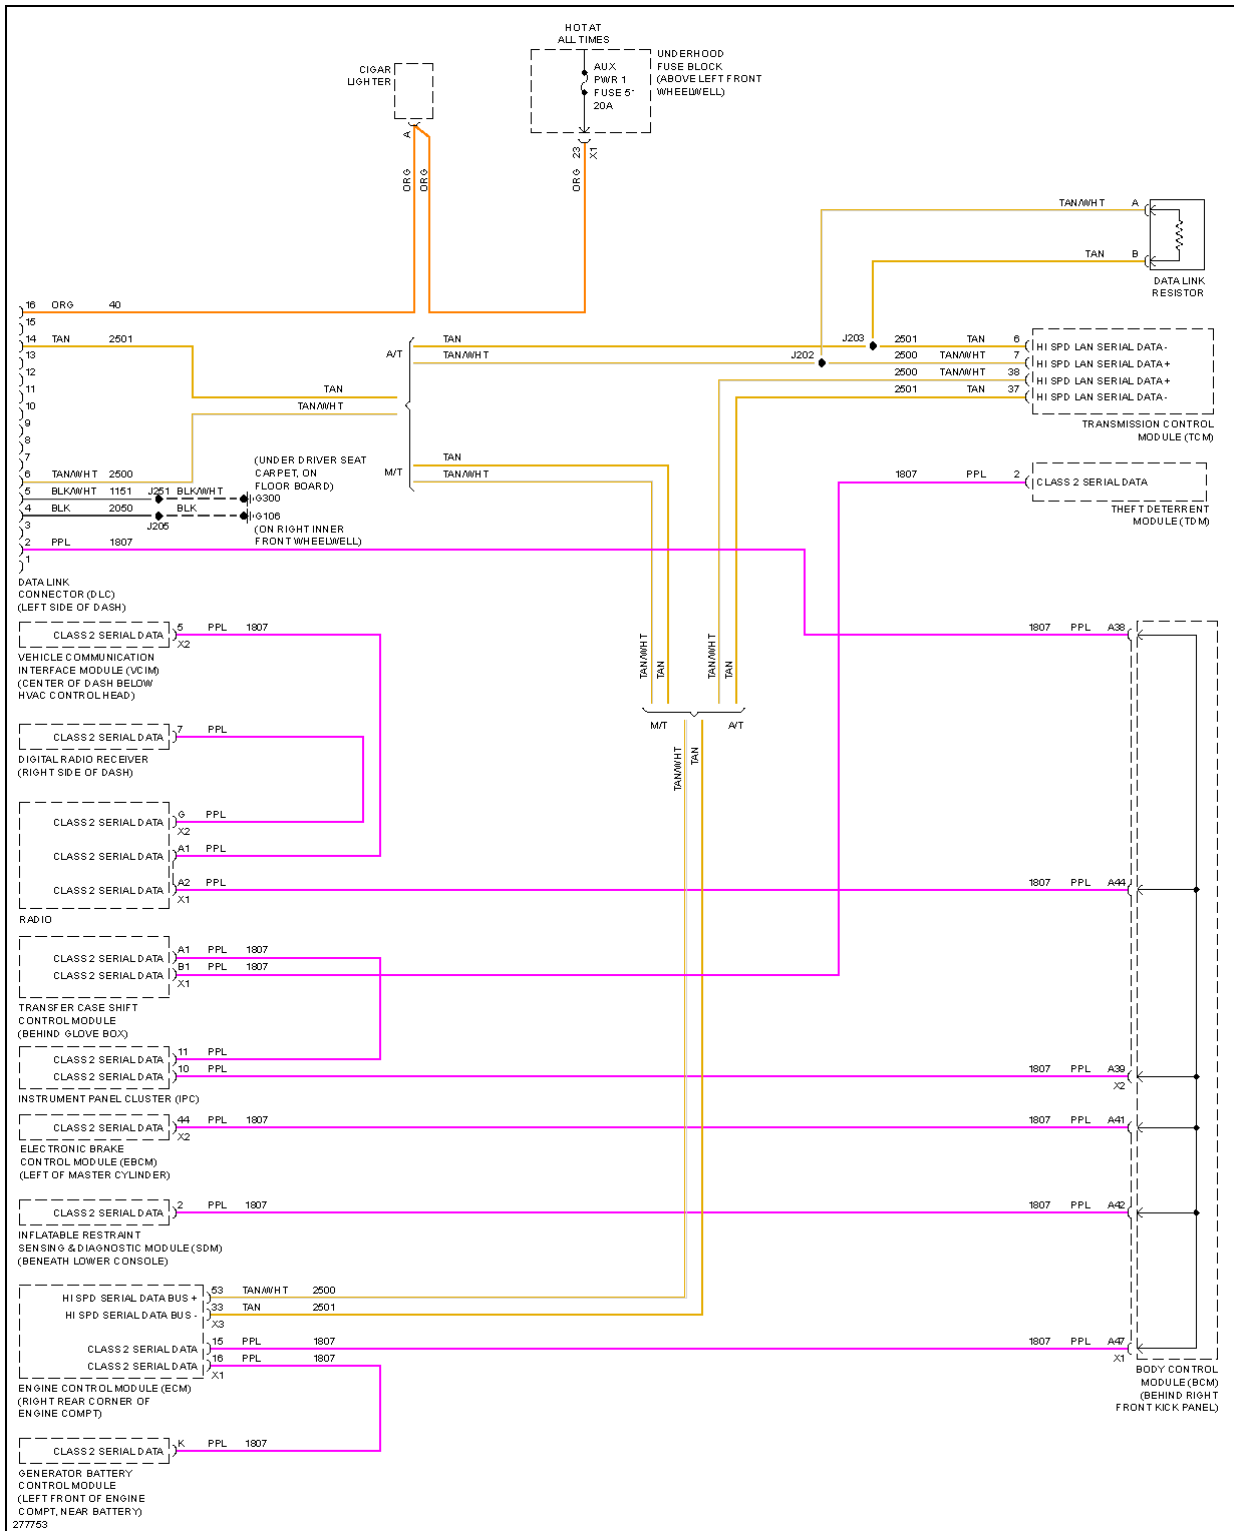 HOT AT
ALL TIMES
UNDERHOOD
FUSE BLOCK
(ABOVE LEFT FRONT
WHEELWELL)
AUX
PWR 1
FUSE 5'
20A
CIGAR
LIGHTER
A
ORG
ORG
23
X1
ORG
TAN/WHT A
TAN B
DATA LINK
RESISTOR
16 ORG 40
15
14 TAN 2501
13
12
11
10
9
8
7
6 TAN/WHT 2500
5 BLK/WHT 1151 J251 BLK/WHT G300
4 BLK 2050 J205 BLK G106
3
2 PPL 1807
1
DATA LINK
CONNECTOR (DLC)
(LEFT SIDE OF DASH)
(UNDER DRIVER SEAT
CARPET, ON
FLOOR BOARD)
(ON RIGHT INNER
FRONT WHEELWELL)
TAN
TAN/WHT
A/T
TAN
TAN/WHT
M/T
TAN
TAN/WHT
J203
J202
2501 TAN 6 HI SPD LAN SERIAL DATA-
2500 TAN/WHT 7 HI SPD LAN SERIAL DATA+
2500 TAN/WHT 38 HI SPD LAN SERIAL DATA+
2501 TAN 37 HI SPD LAN SERIAL DATA-
TRANSMISSION CONTROL
MODULE (TCM)
1807 PPL 2 CLASS 2 SERIAL DATA
THEFT DETERRENT
MODULE (TDM)
TAN/WHT
TAN
TAN/WHT
TAN
M/T
A/T
TAN/WHT
TAN
CLASS 2 SERIAL DATA 5 PPL 1807
X2
VEHICLE COMMUNICATION
INTERFACE MODULE (VCIM)
(CENTER OF DASH BELOW
HVAC CONTROL HEAD)
1807 PPL A38
CLASS 2 SERIAL DATA 7 PPL
DIGITAL RADIO RECEIVER
(RIGHT SIDE OF DASH)
CLASS 2 SERIAL DATA G PPL
X2
CLASS 2 SERIAL DATA A1 PPL
CLASS 2 SERIAL DATA A2 PPL
X1
RADIO
1807 PPL A44
CLASS 2 SERIAL DATA A1 PPL 1807
CLASS 2 SERIAL DATA B1 PPL 1807
X1
TRANSFER CASE SHIFT
CONTROL MODULE
(BEHIND GLOVE BOX)
CLASS 2 SERIAL DATA 11 PPL
CLASS 2 SERIAL DATA 10 PPL
INSTRUMENT PANEL CLUSTER (IPC)
1807 PPL A39
X2
CLASS 2 SERIAL DATA 44 PPL 1807
X2
ELECTRONIC BRAKE
CONTROL MODULE (EBCM)
(LEFT OF MASTER CYLINDER)
1807 PPL A41
CLASS 2 SERIAL DATA 2 PPL 1807
INFLATABLE RESTRAINT
SENSING & DIAGNOSTIC MODULE (SDM)
(BENEATH LOWER CONSOLE)
1807 PPL A42
HI SPD SERIAL DATA BUS + 53 TAN/WHT 2500
HI SPD SERIAL DATA BUS - 33 TAN 2501
X3
CLASS 2 SERIAL DATA 15 PPL 1807
CLASS 2 SERIAL DATA 16 PPL 1807
X1
ENGINE CONTROL MODULE (ECM)
(RIGHT REAR CORNER OF
ENGINE COMPT)
1807 PPL A47
X1
BODY CONTROL
MODULE (BCM)
(BEHIND RIGHT
FRONT KICK PANEL)
CLASS 2 SERIAL DATA K PPL 1807
GENERATOR BATTERY
CONTROL MODULE
(LEFT FRONT OF ENGINE
COMPT, NEAR BATTERY)
277753